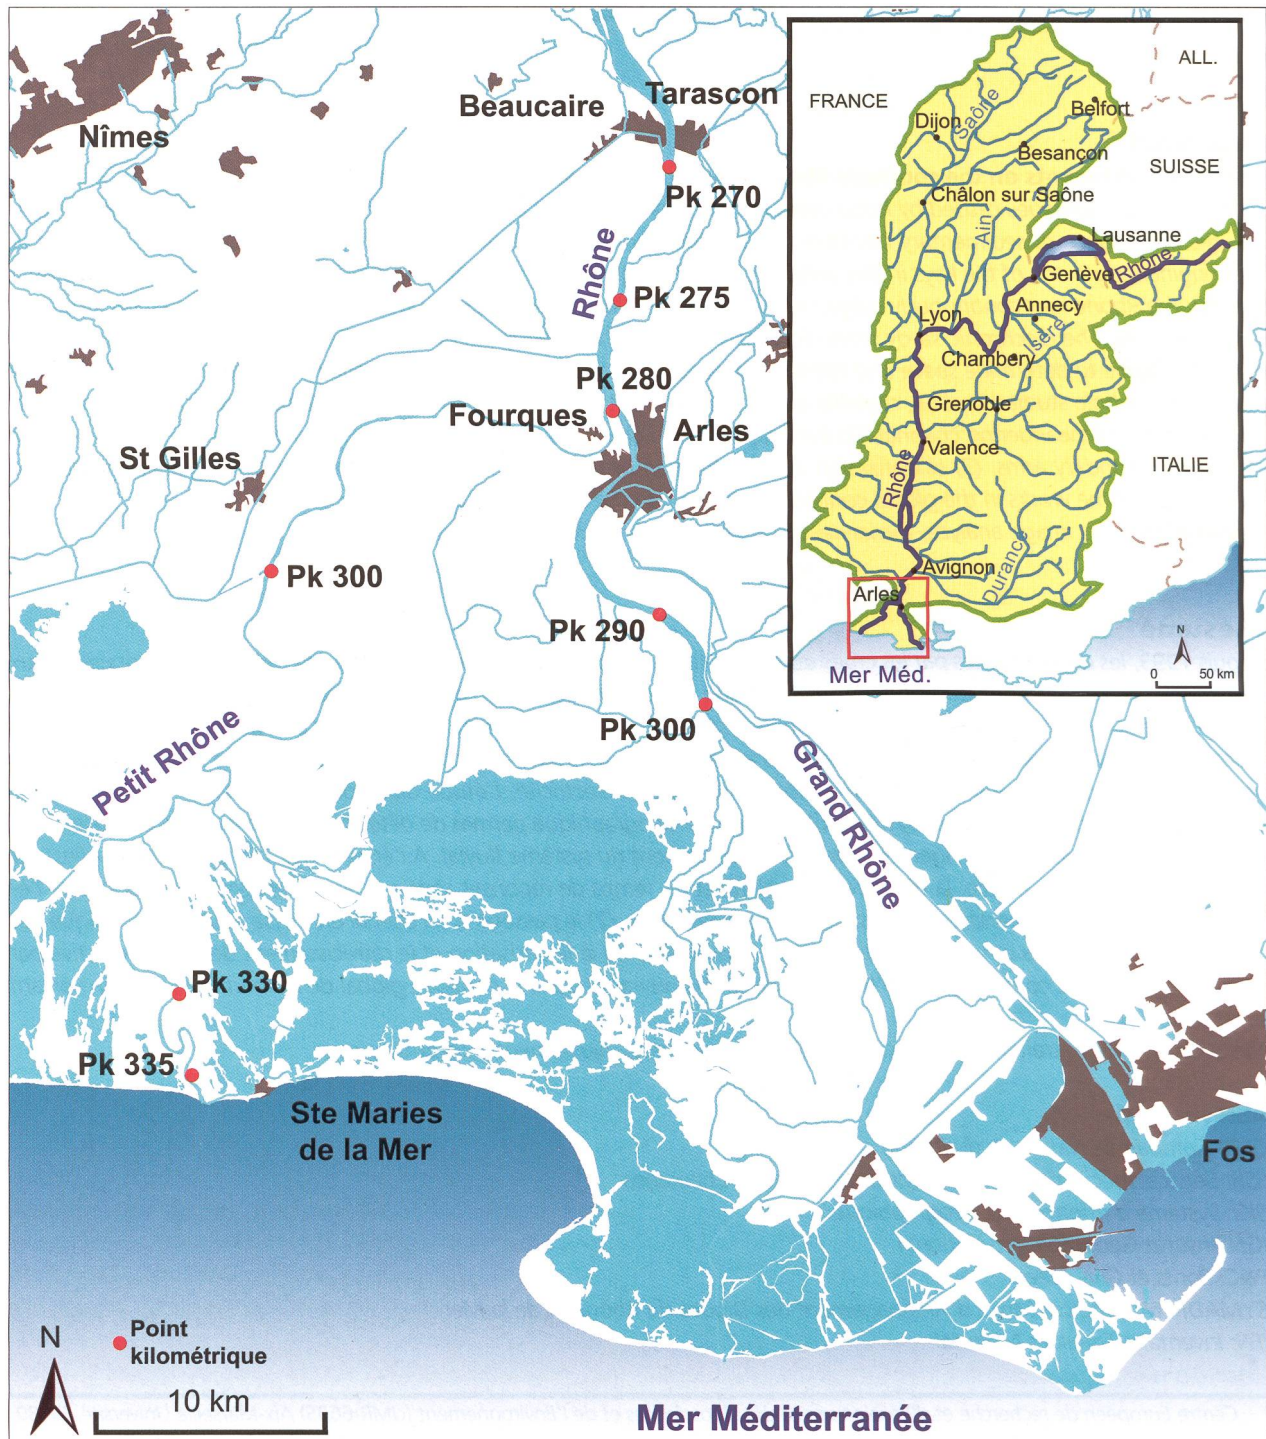 Nîmes
Beaucaire
Tarascon
Pk 270
Rhône
Pk 275
Pk 280
Fourques
Arles
St Gilles
Pk 300
Pk 290
Pk 300
Petit Rhône
Grand Rhône
Pk 330
Pk 335
Ste Maries
de la Mer
Fos
N
Point
kilométrique
10 km
Mer Méditerranée
FRANCE
ALL.
Dijon
Saône
Belfort
Besançon
SUISSE
Châlon sur Saône
Ain
Lausanne
Rhône
Genève
Annecy
Lyon
Isère
Chambéry
Grenoble
Valence
Rhône
ITALIE
Durance
Avignon
Arles
Mer Méd.
N
0 50 km